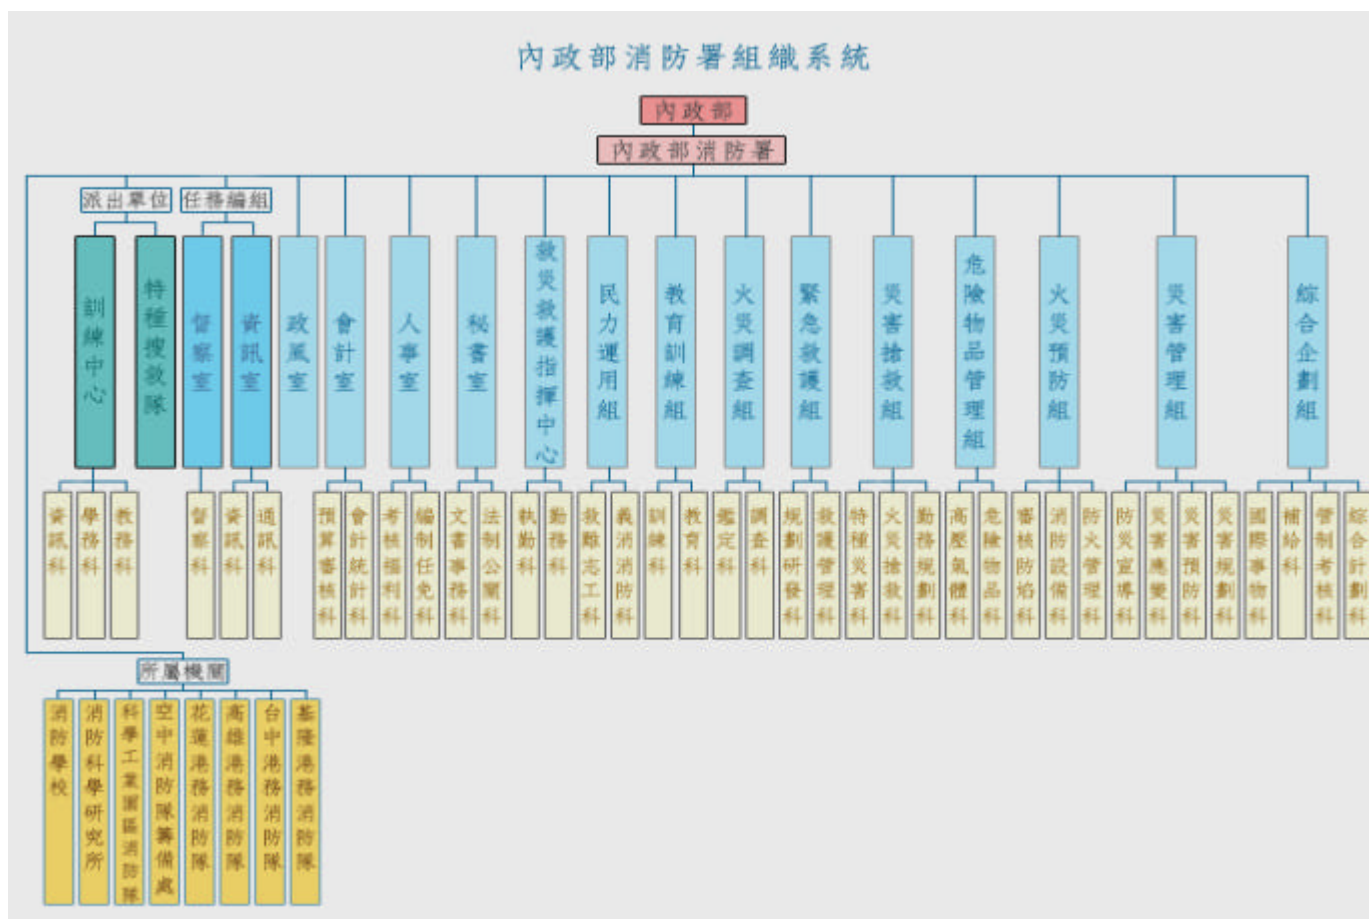 內政部消防署組織系統
內政部
內政部消防署
派出單位
任務編組
訓練中心
特種搜救隊
督察室
資訊室
政風室
會計室
人事室
秘書室
救災救護指揮中心
民力運用組
教育訓練組
火災調查組
緊急救護組
災害搶救組
危險物品管理組
火災預防組
災害管理組
綜合企劃組
資訊科
學務科
教務科
督察科
資訊科
通訊科
預算審核科
會計統計科
考核福利科
編制任免科
文書事務科
法制公關科
執勤科
勤務科
救難志工科
義消消防科
訓練科
教育科
鑑定科
調查科
規劃研發科
救護管理科
特種災害科
火災搶救科
勤務規劃科
高壓氣體科
危險物品科
審核防焰科
消防設備科
防火管理科
防災宣導科
災害應變科
災害預防科
災害規劃科
國際事物科
補給科
管制考核科
綜合計劃科
所屬機關
消防學校
消防科學研究所
科學工業園區消防隊
空中消防隊籌備處
花蓮港務消防隊
高雄港務消防隊
台中港務消防隊
基隆港務消防隊